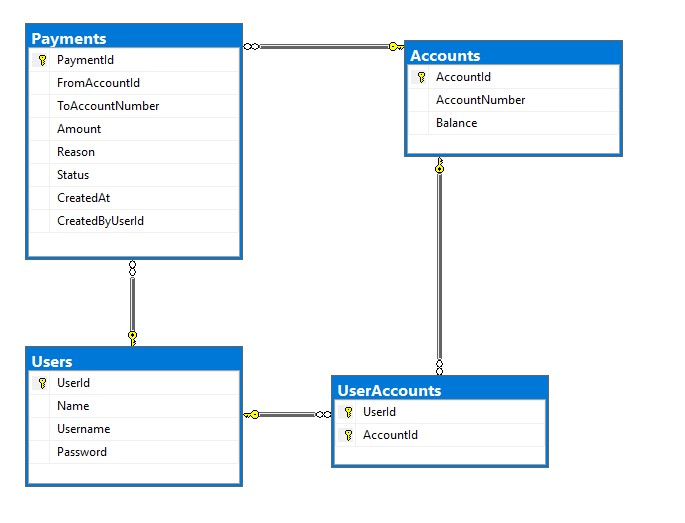 Payments
PaymentId
FromAccountId
ToAccountNumber
Amount
Reason
Status
CreatedAt
CreatedByUserId
Accounts
AccountId
AccountNumber
Balance
Users
UserId
Name
Username
Password
UserAccounts
UserId
AccountId